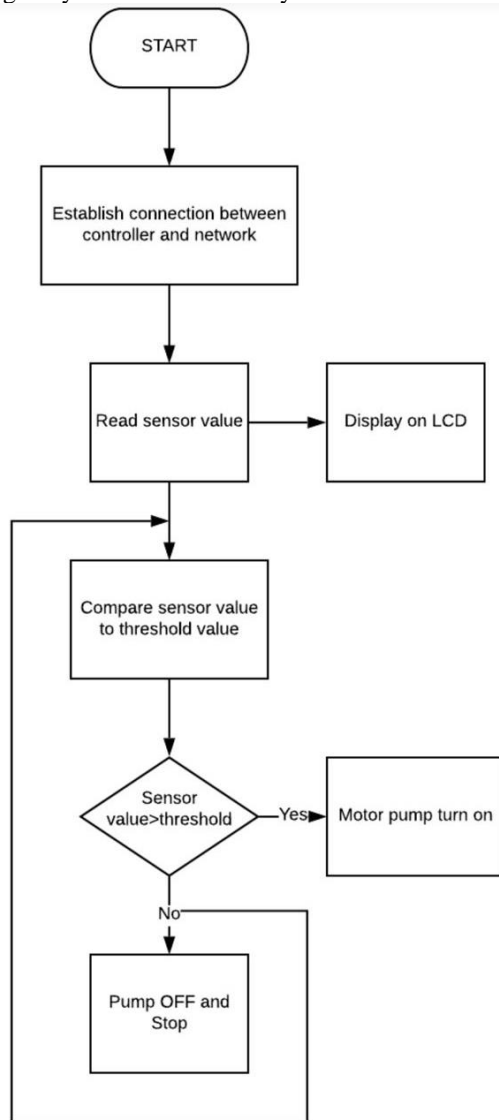 START
Establish connection between
controller and network
Read sensor value
Display on LCD
Compare sensor value
to threshold value
Sensor
value>threshold
Yes
Motor pump turn on
No
Pump OFF and
Stop